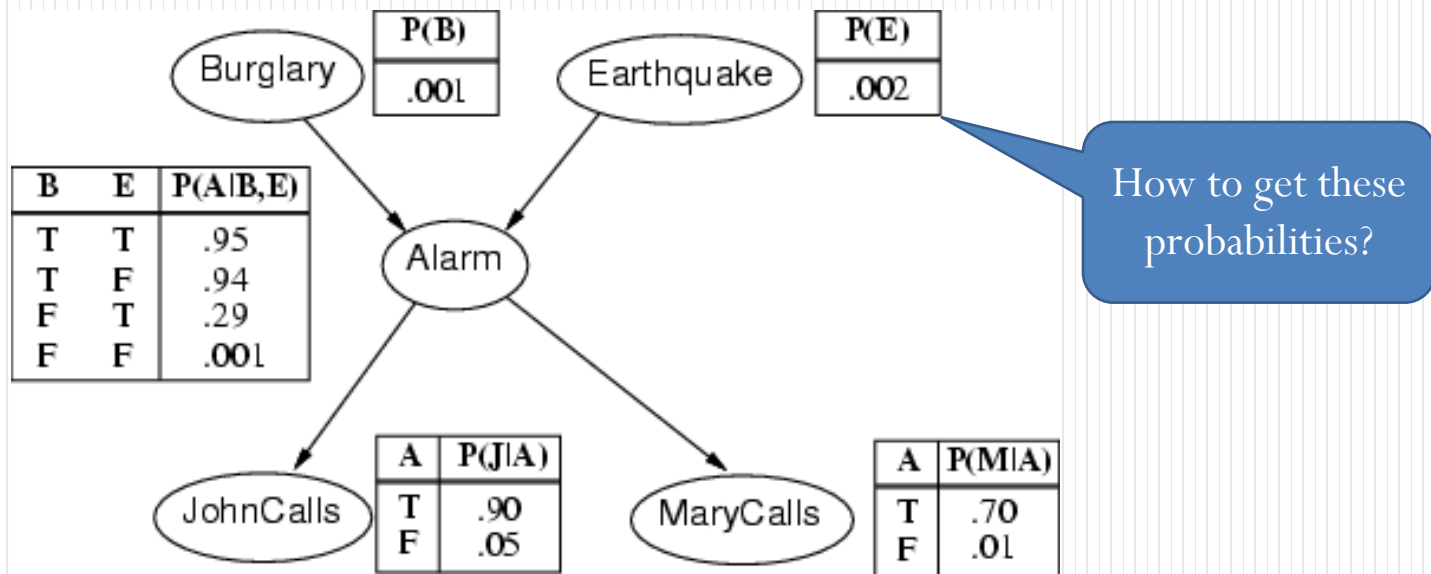 Burglary
P(B)
.001
Earthquake
P(E)
.002
How to get these
probabilities?
B E P(A|B,E)
T T .95
T F .94
F T .29
F F .001
Alarm
JohnCalls
A P(J|A)
T .90
F .05
MaryCalls
A P(M|A)
T .70
F .01